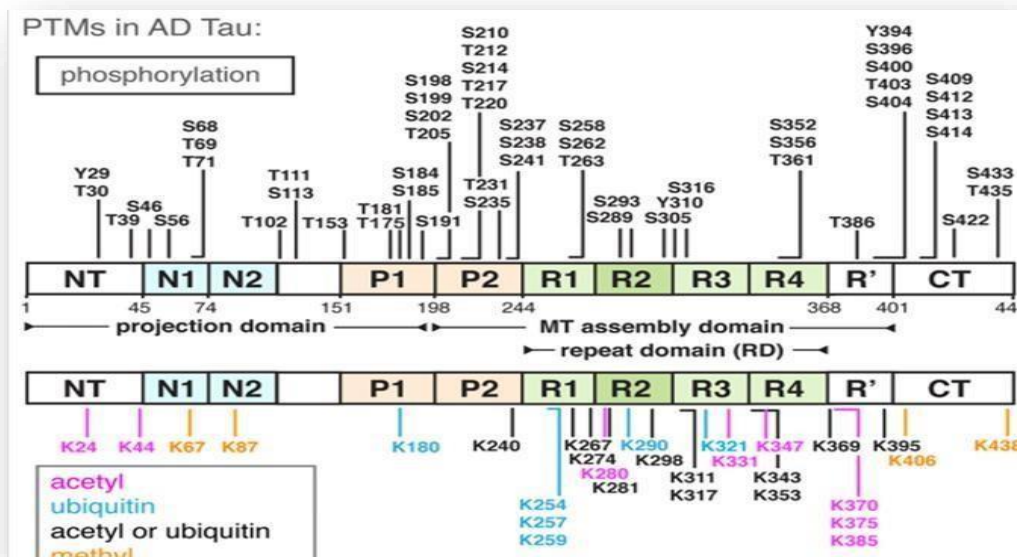 PTMs in AD Tau:
phosphorylation
Y29
T30
T39
S46
S56
S68
T69
T71
T102
T111
S113
T153
T181
T175
S184
S185
S191
S198
S199
S202
T205
S210
T212
S214
T217
T220
T231
S235
S237
S238
S241
S258
S262
T263
S293
S289
S305
Y310
S316
S352
S356
T361
T386
Y394
S396
S400
T403
S404
S409
S412
S413
S414
S422
S433
T435
NT N1 N2 P1 P2 R1 R2 R3 R4 R' CT
1 45 74 151 198 244 368 401 44
projection domain MT assembly domain
repeat domain (RD)
NT N1 N2 P1 P2 R1 R2 R3 R4 R' CT
K24
K44
K67
K87
K180
K240
K254
K257
K259
K267
K274
K280
K281
K290
K298
K311
K317
K321
K331
K347
K343
K353
K369
K370
K375
K385
K395
K406
K438
acetyl
ubiquitin
acetyl or ubiquitin
methyl